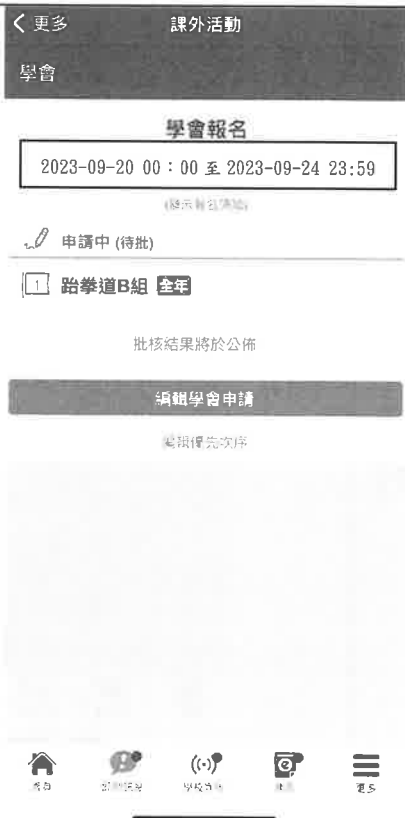 更多
課外活動
學會
學會報名
2023-09-20 00：00 至 2023-09-24 23:59
申請中 (待批)
1 跆拳道B組 全年
批核結果將於公佈
編輯學會申請
編輯優先次序
更多